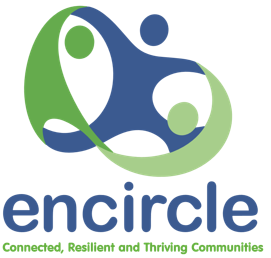 encircle
Connected, Resilient and Thriving Communities